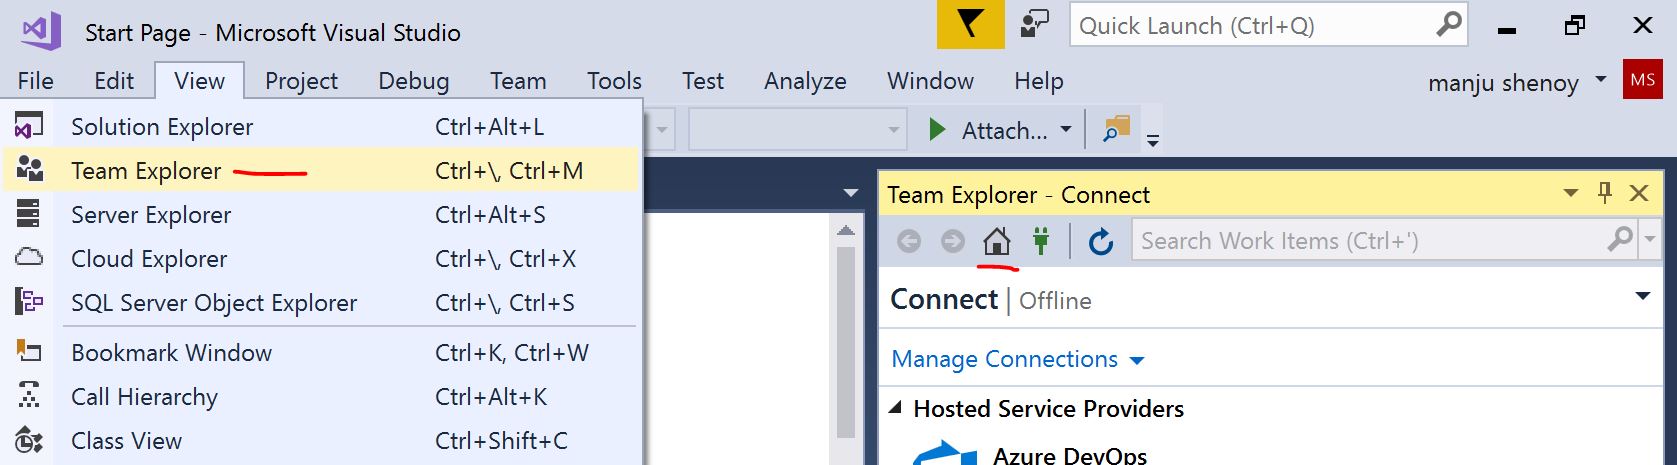 Start Page - Microsoft Visual Studio
Quick Launch (Ctrl+Q)
File Edit View Project Debug Team Tools Test Analyze Window Help
manju shenoy MS
Attach...
Solution Explorer Ctrl+Alt+L
Team Explorer Ctrl+\, Ctrl+M
Server Explorer Ctrl+Alt+S
Cloud Explorer Ctrl+\, Ctrl+X
SQL Server Object Explorer Ctrl+\, Ctrl+S
Bookmark Window Ctrl+K, Ctrl+W
Call Hierarchy Ctrl+Alt+K
Class View Ctrl+Shift+C
Team Explorer - Connect
Search Work Items (Ctrl+')
Connect | Offline
Manage Connections
Hosted Service Providers
Azure DevOps